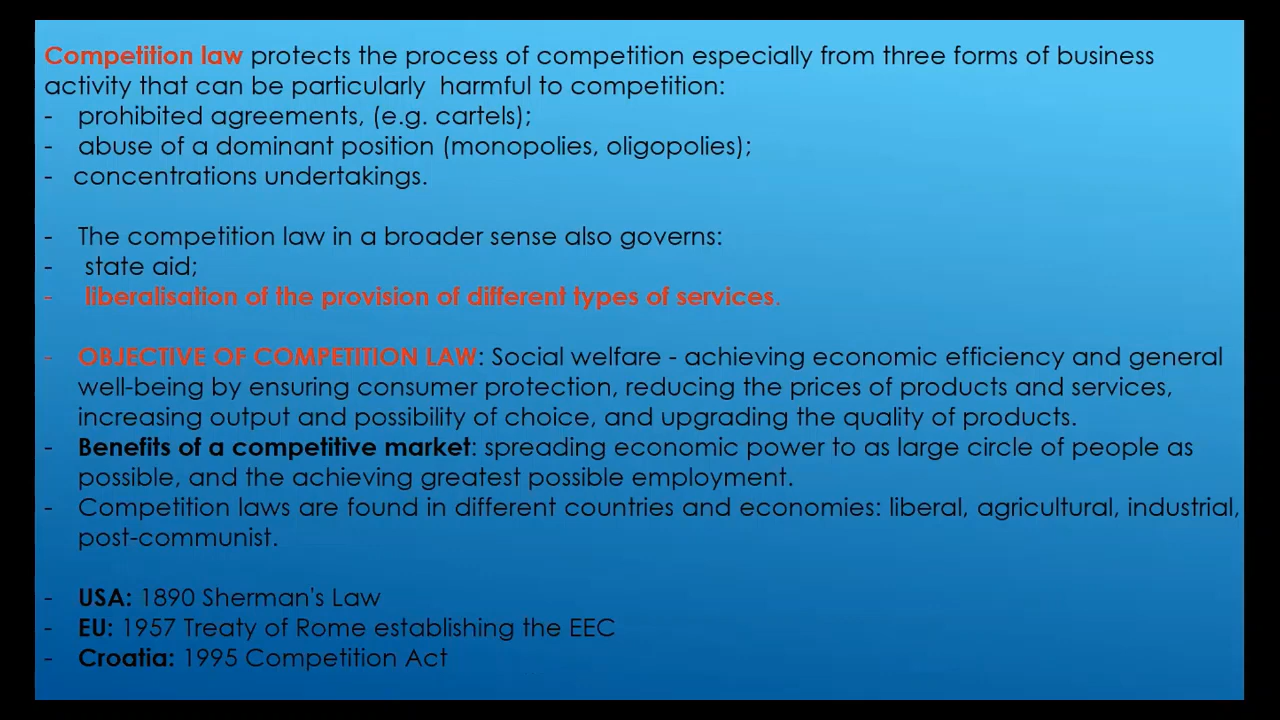 Competition law protects the process of competition especially from three forms of business
activity that can be particularly  harmful to competition:
-   prohibited agreements, (e.g. cartels);
-   abuse of a dominant position (monopolies, oligopolies);
-   concentrations undertakings.
-   The competition law in a broader sense also governs:
-   state aid;
-   liberalisation of the provision of different types of services.
-   OBJECTIVE OF COMPETITION LAW: Social welfare - achieving economic efficiency and general
well-being by ensuring consumer protection, reducing the prices of products and services,
increasing output and possibility of choice, and upgrading the quality of products.
-   Benefits of a competitive market: spreading economic power to as large circle of people as
possible, and the achieving greatest possible employment.
-   Competition laws are found in different countries and economies: liberal, agricultural, industrial,
post-communist.
-   USA: 1890 Sherman's Law
-   EU: 1957 Treaty of Rome establishing the EEC
-   Croatia: 1995 Competition Act